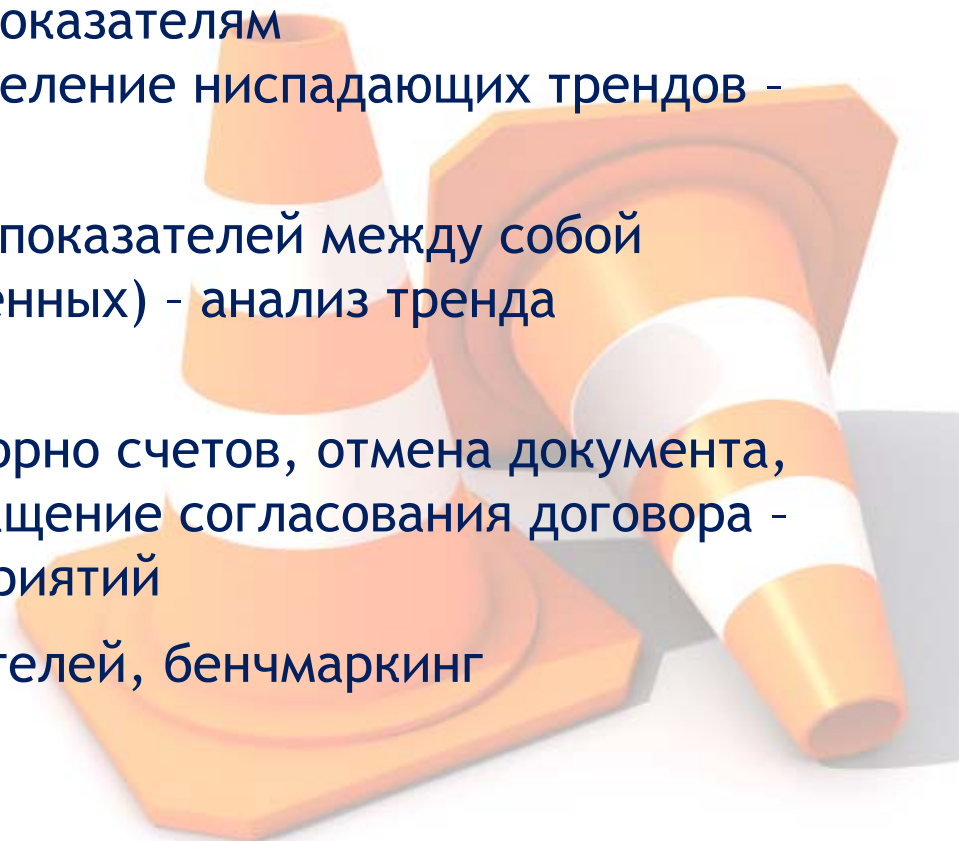 оказателям
еление ниспадающих трендов –
показателей между собой
енных) – анализ тренда
орно счетов, отмена документа,
щение согласования договора –
риятий
телей, бенчмаркинг